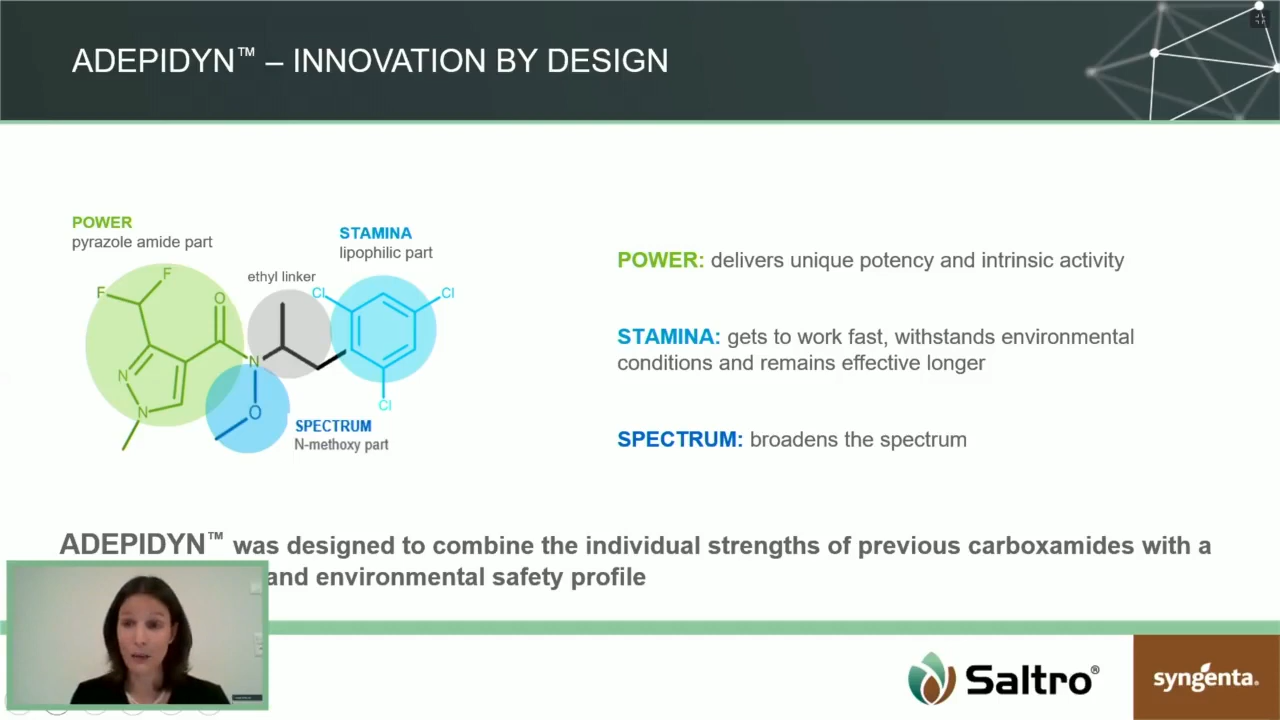 ADEPIDYN™ – INNOVATION BY DESIGN
POWER
pyrazole amide part
STAMINA
lipophilic part
ethyl linker
F
F
O
Cl
Cl
N
N
N
O
Cl
SPECTRUM
N-methoxy part
POWER: delivers unique potency and intrinsic activity
STAMINA: gets to work fast, withstands environmental
conditions and remains effective longer
SPECTRUM: broadens the spectrum
ADEPIDYN™ was designed to combine the individual strengths of previous carboxamides with a
and environmental safety profile
Saltro®
syngenta.